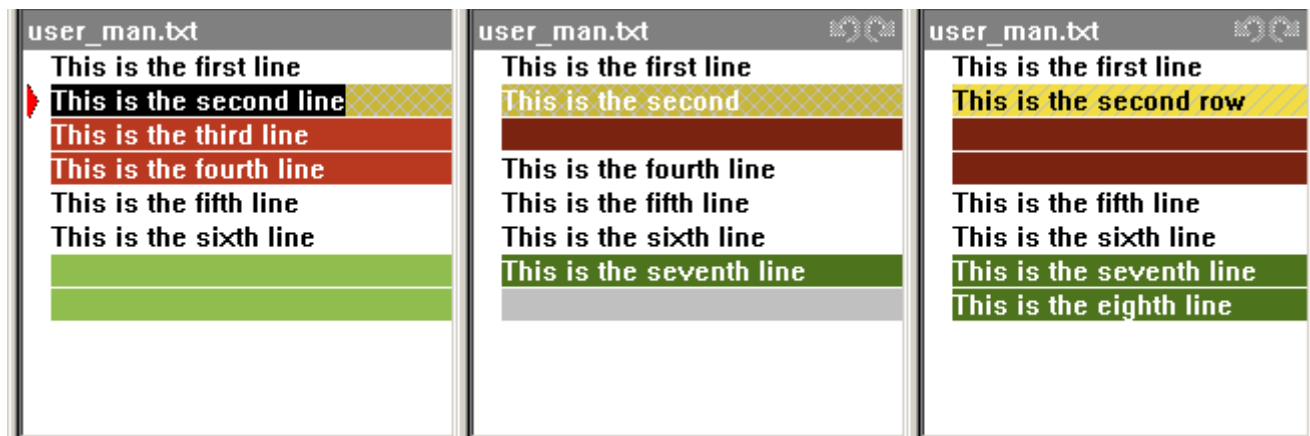 user_man.txt
This is the first line
This is the second line
This is the third line
This is the fourth line
This is the fifth line
This is the sixth line
user_man.txt
This is the first line
This is the second
This is the fourth line
This is the fifth line
This is the sixth line
This is the seventh line
user_man.txt
This is the first line
This is the second row
This is the fifth line
This is the sixth line
This is the seventh line
This is the eighth line